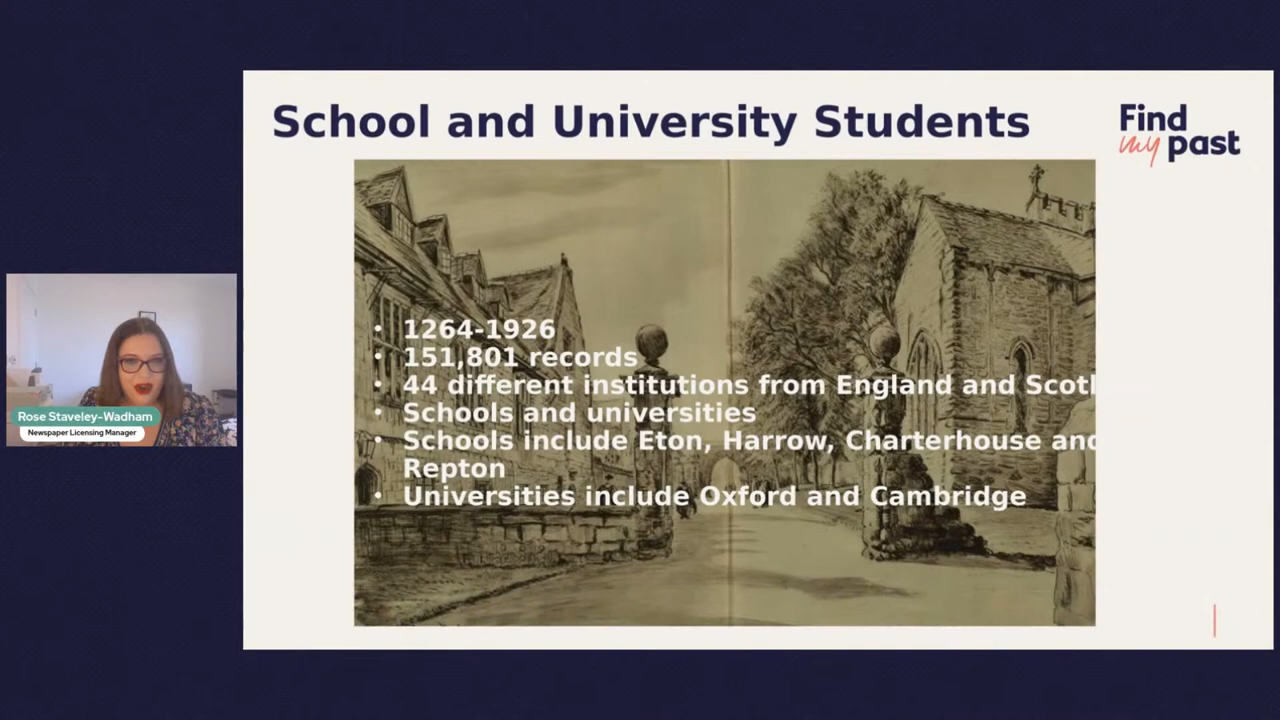 School and University Students
Find
my past
• 1264-1926
• 151,801 records
• 44 different institutions from England and Scotl
• Schools and universities
• Schools include Eton, Harrow, Charterhouse and
Repton
• Universities include Oxford and Cambridge
Rose Staveley-Wadham
Newspaper Licensing Manager